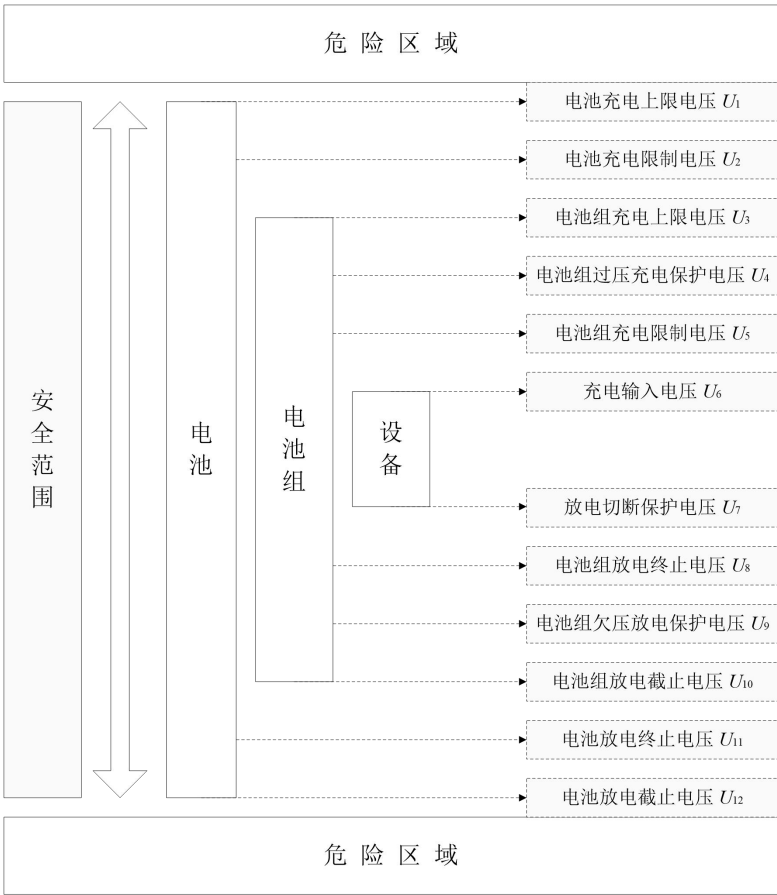 危险区域
电池充电上限电压 U1
电池充电限制电压 U2
电池组充电上限电压 U3
电池组过压充电保护电压 U4
电池组充电限制电压 U5
充电输入电压 U6
安全范围
电池
电池组
设备
放电切断保护电压 U7
电池组放电终止电压 U8
电池组欠压放电保护电压 U9
电池组放电截止电压 U10
电池放电终止电压 U11
电池放电截止电压 U12
危险区域